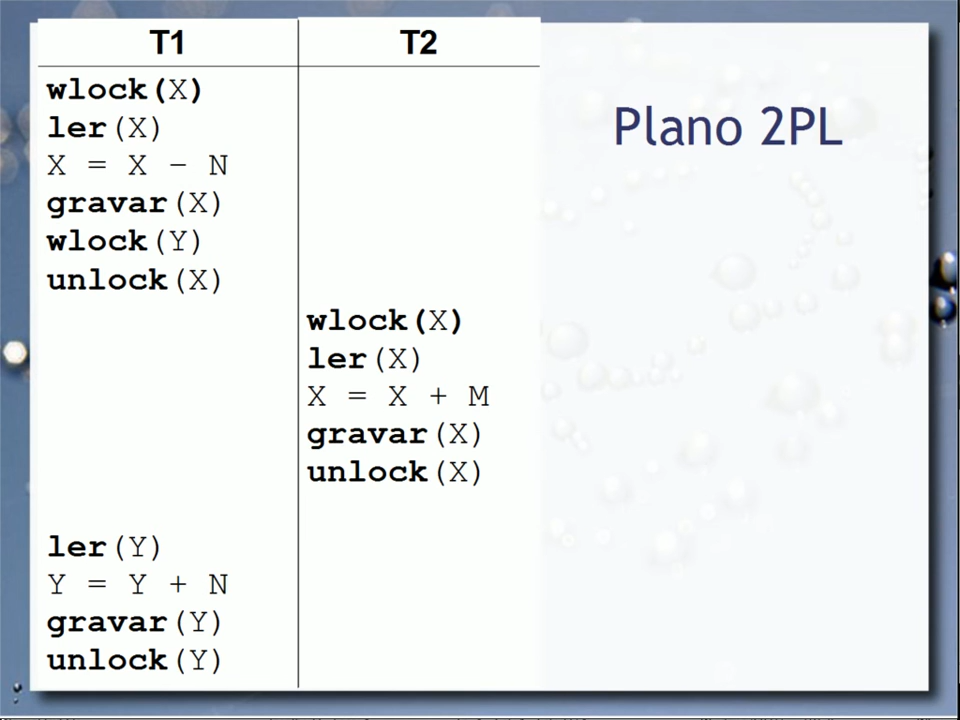 T1
T2
wlock(X)
ler(X)
X = X − N
gravar(X)
wlock(Y)
unlock(X)
wlock(X)
ler(X)
X = X + M
gravar(X)
unlock(X)
ler(Y)
Y = Y + N
gravar(Y)
unlock(Y)
Plano 2PL